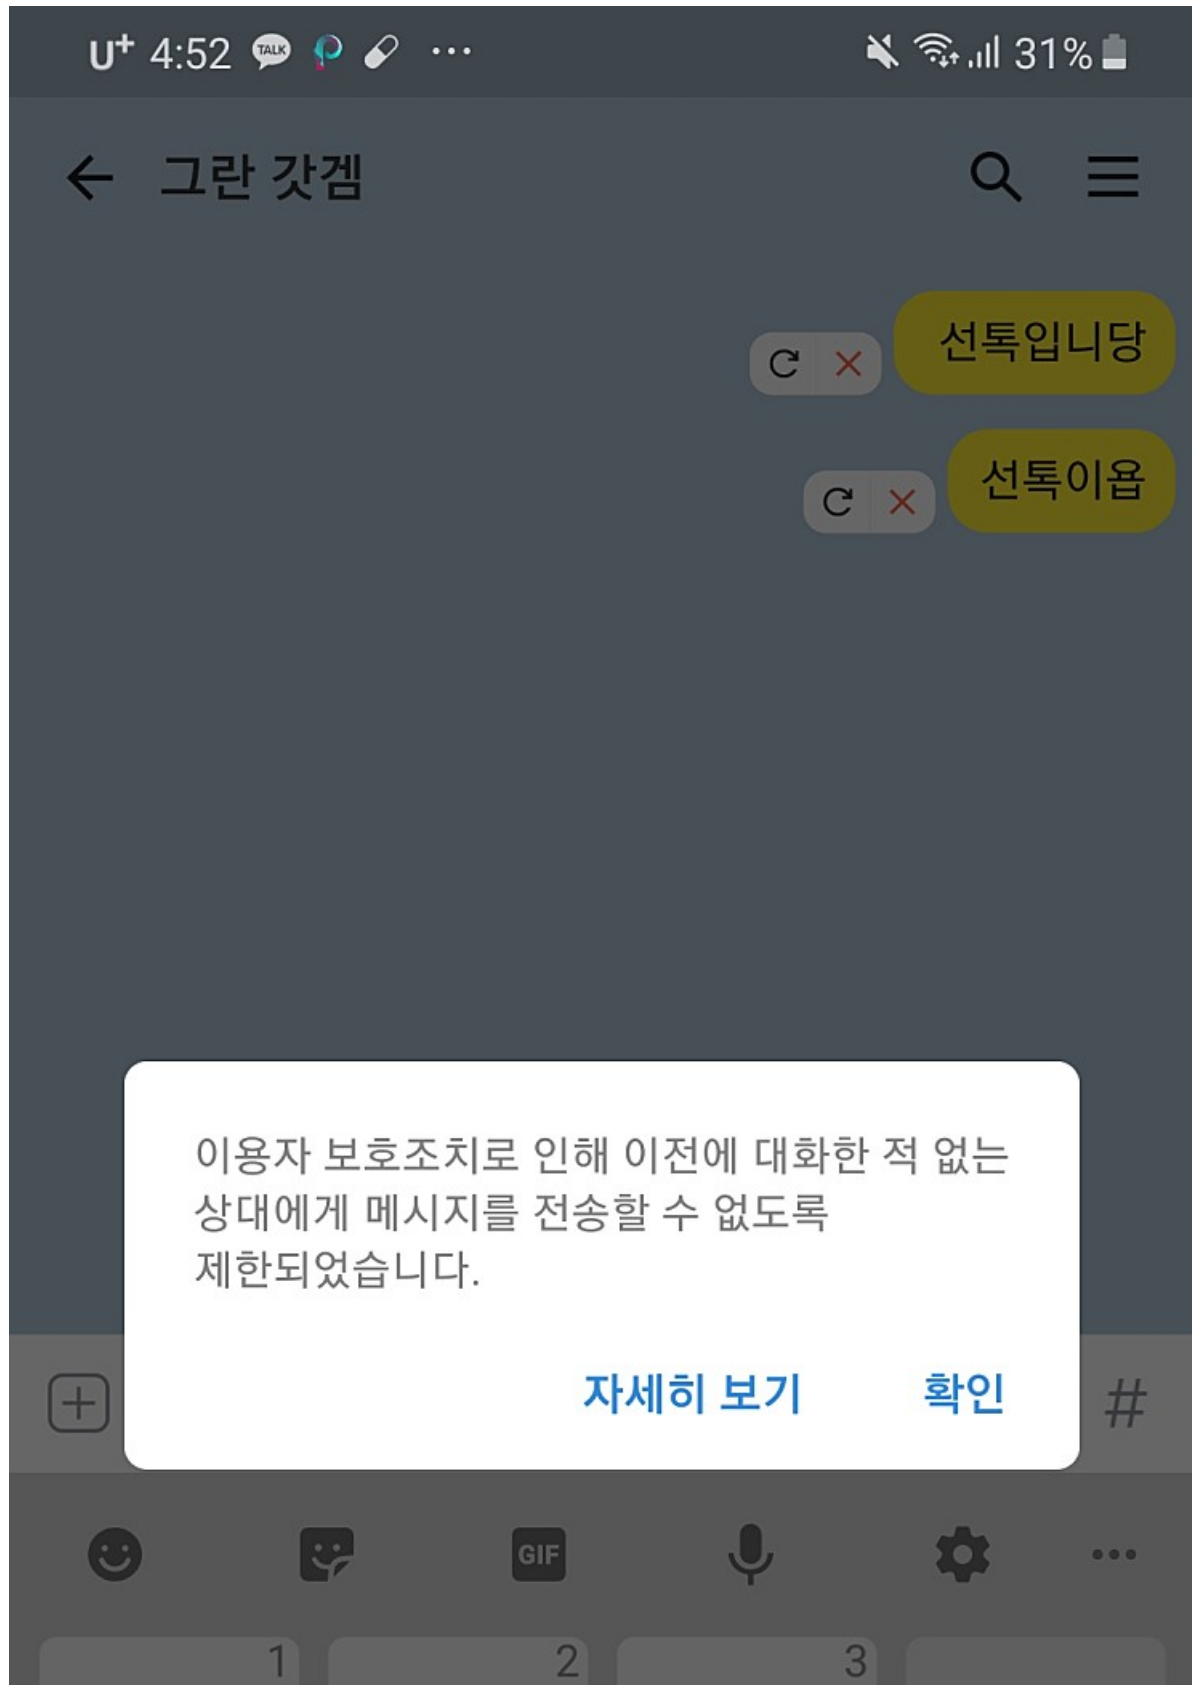 U+ 4:52 TALK ... 31%
그란 갓겜
선톡입니당
선톡이욥
이용자 보호조치로 인해 이전에 대화한 적 없는
상대에게 메시지를 전송할 수 없도록
제한되었습니다.
자세히 보기 확인
#
GIF ...
1 2 3